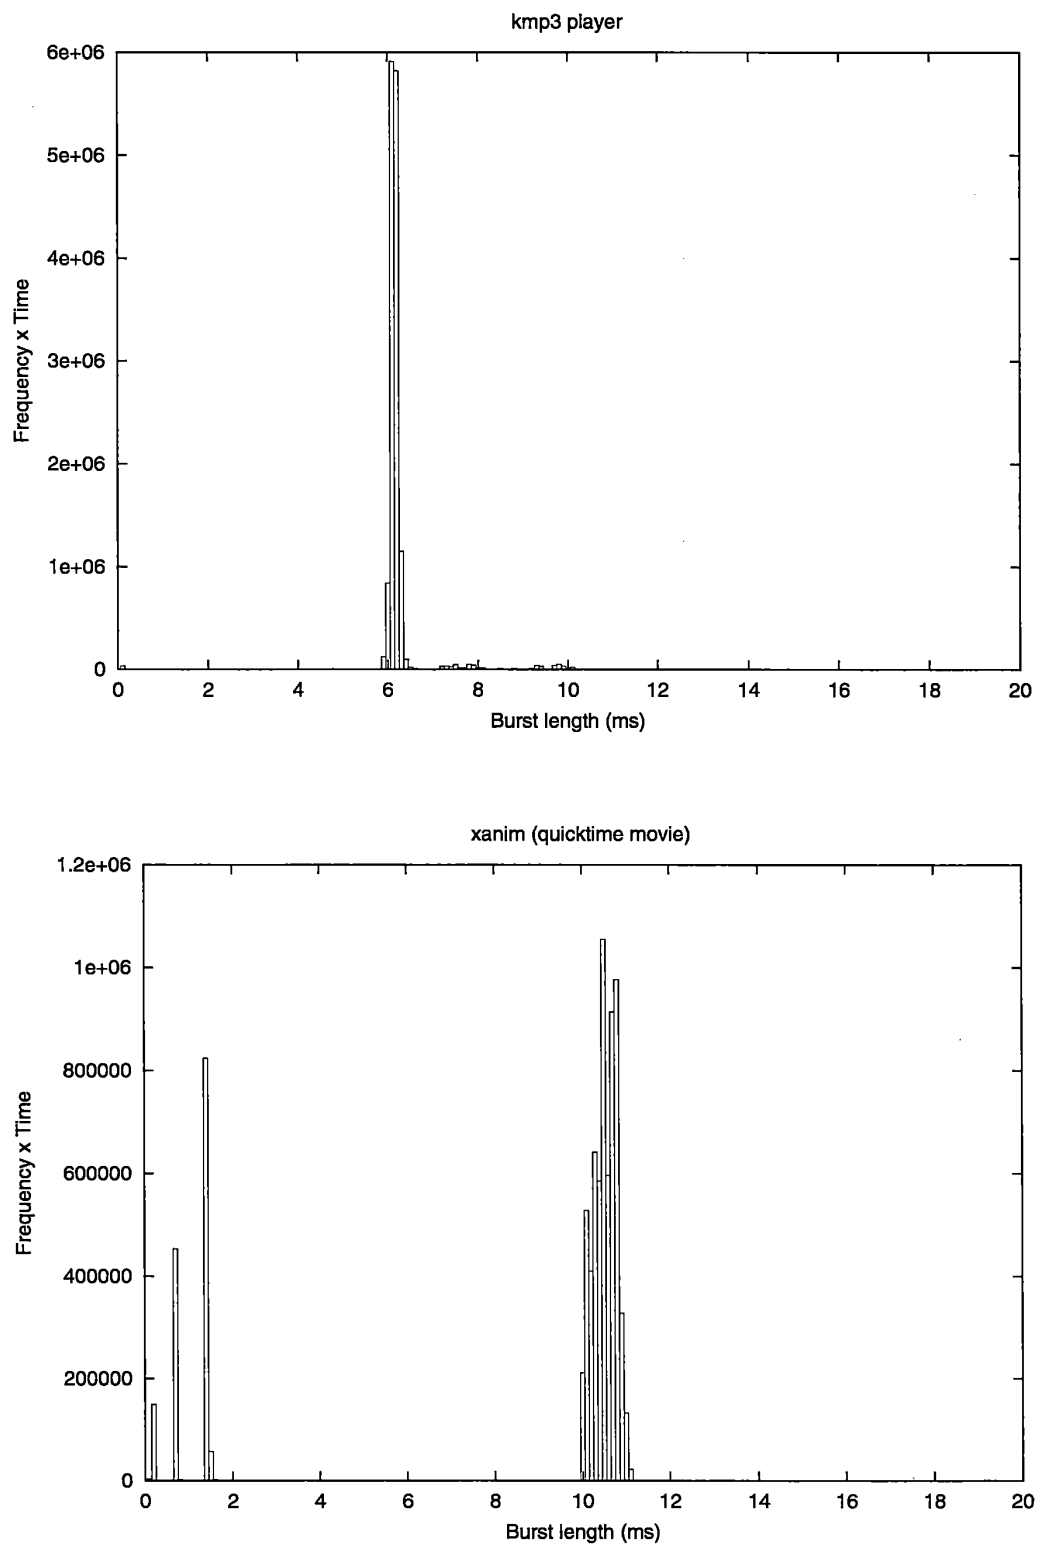 kmp3 player
6e+06
5e+06
4e+06
3e+06
2e+06
1e+06
0
Frequency x Time
0 2 4 6 8 10 12 14 16 18 20
Burst length (ms)
xanim (quicktime movie)
1.2e+06
1e+06
800000
600000
400000
200000
0
Frequency x Time
0 2 4 6 8 10 12 14 16 18 20
Burst length (ms)